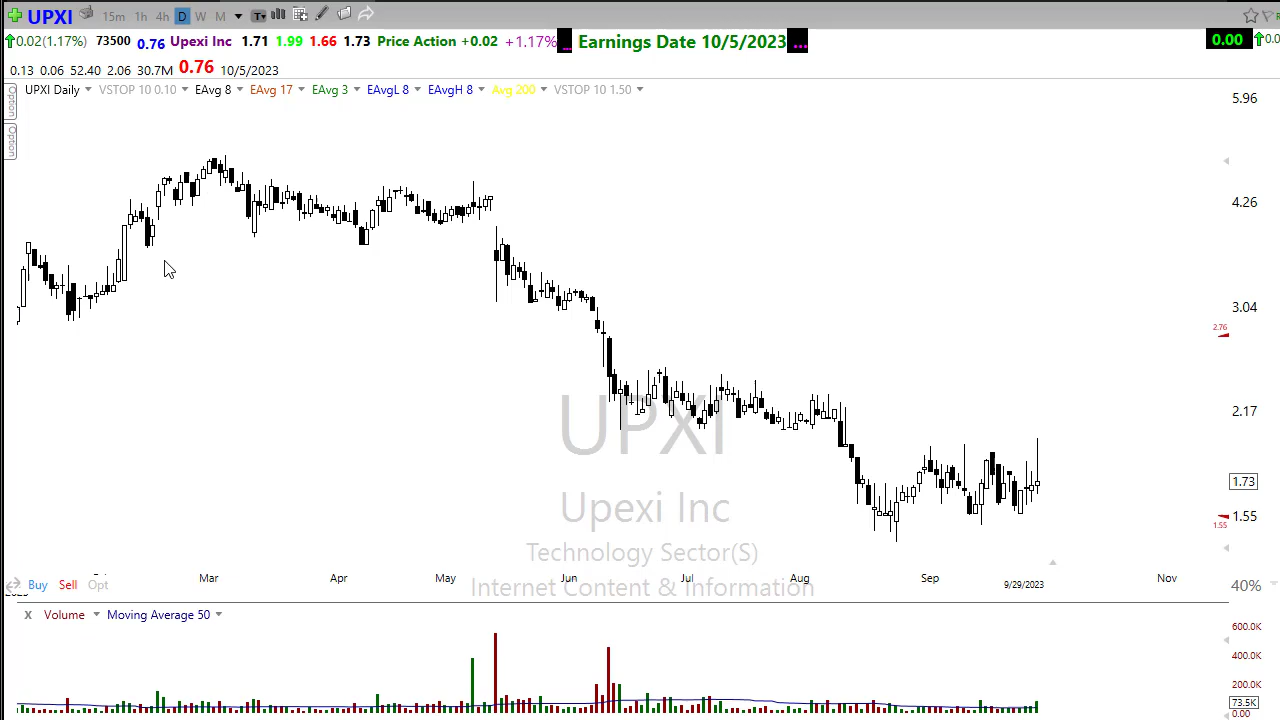 UPXI 15m 1h 4h D W M T
0.02(1.17%) 73500 0.76 Upexi Inc 1.71 1.99 1.66 1.73 Price Action +0.02 +1.17% ... Earnings Date 10/5/2023 ... 0.00 0.0
0.13 0.06 52.40 2.06 30.7M 0.76 10/5/2023
UPXI Daily VSTOP 10 0.10 EAvg 8 EAvg 17 EAvg 3 EAvgL 8 EAvgH 8 Avg 200 VSTOP 10 1.50
Option
Option
5.96
4.26
3.04
2.76
2.17
1.73
1.55
1.55
UPXI
Upexi Inc
Technology Sector(S)
Internet Content & Information
Mar Apr May Jun Jul Aug Sep 9/29/2023 Nov
Buy Sell Opt 40%
X Volume Moving Average 50
600.0K
400.0K
200.0K
73.5K
0.00